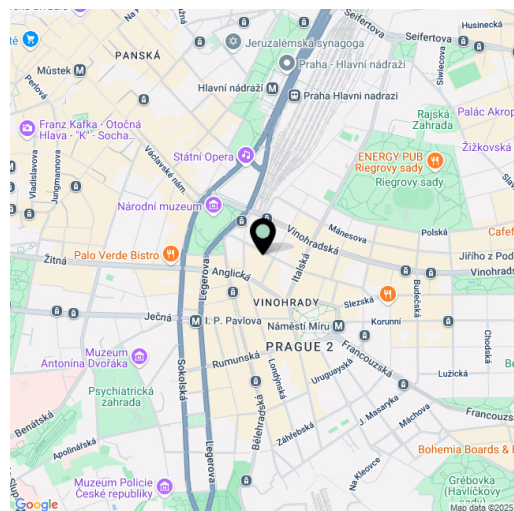 Husinecká
Seifertova
Seifertova
Jeruzalémská synagoga
Siwiecova
PANSKÁ
Praha - Hlavní nádraží
Můstek
Perlová
Hlavní nádraží
Praha Hlavni nadrazi
Palác Akrop
Rajská
Zahrada
Franz Kafka - Otočná
Hlava - "K" - Socha...
Žižkovská
Václavské nám.
Státní Opera
ENERGY PUB
Riegrovy sady
Riegrovy sady
Vladislavova
Jungmannova
Národní muzeum
Mánesova
Polská
Cafef
Vinohradská
Palo Verde Bistro
Žitná
Jiřího z Pod
Vinohrads
Italská
Anglická
Legerova
Budečská
VINOHRADY
Slezská
Ječná
I. P. Pavlova
Náměstí Míru
Korunní
PRAGUE 2
Chodská
Muzeum
Antonína Dvořáka
Rumunská
Francouzská
Sokolská
Londýnská
Uruguayská
Lužická
Psychiatrická
zahrada
Bělehradská
J. Masaryka
Máchova
Francouzs
Benátská
Záhřebská
Apolinářská
Legerova
Bohemia Boards &
Na Kleovce
Muzeum Policie
České republiky
Grébovka
(Havlíčkovy
sady)
Google
Map data ©2025